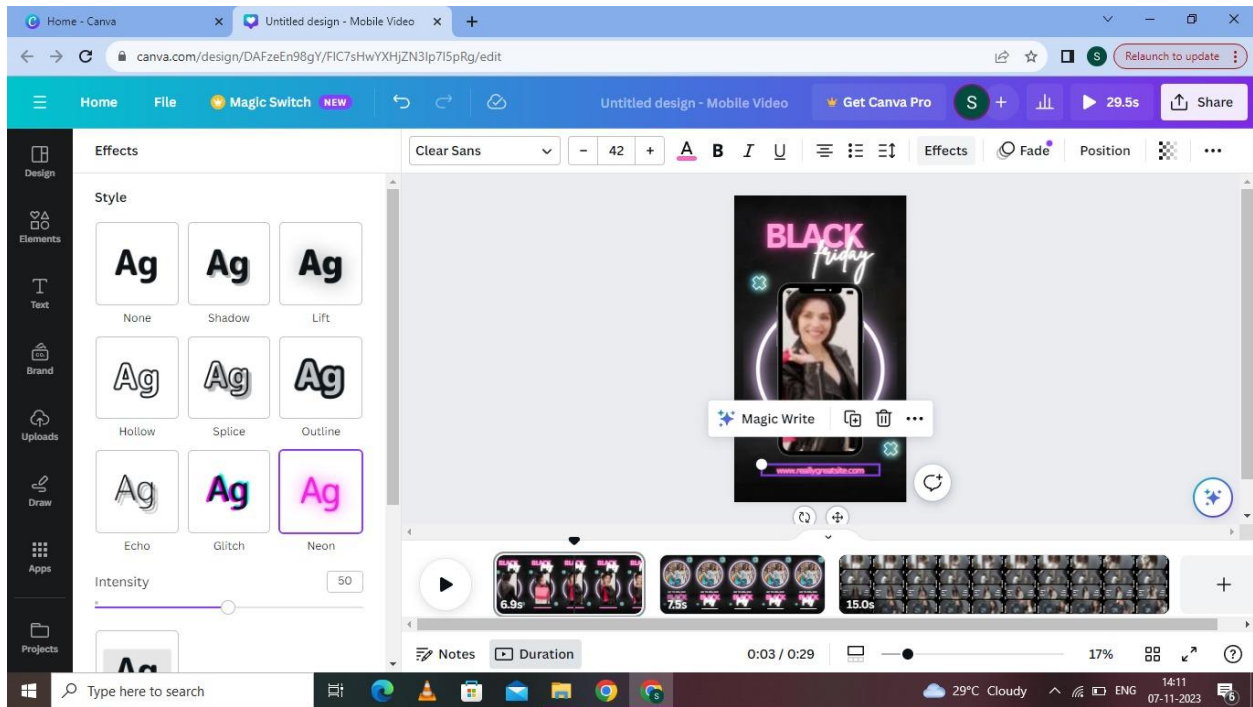 Home - Canva
Untitled design - Mobile Video
canva.com/design/DAFzeEn98gY/FIC7sHwYXHjZN3Ip7I5pRg/edit
S
Relaunch to update
Home File Magic Switch NEW
Untitled design - Mobile Video
Get Canva Pro
S
29.5s
Share
Design
Elements
Text
Brand
Uploads
Draw
Apps
Projects
Effects
Style
Ag Ag Ag
None Shadow Lift
Ag Ag Ag
Hollow Splice Outline
Ag Ag Ag
Echo Glitch Neon
Intensity 50
Clear Sans - 42 + A B I U Effects Fade Position
BLACK
friday
Magic Write
www.reallygreatsite.com
6.9s
7.5s
15.0s
Notes Duration 0:03 / 0:29 17%
Type here to search
29°C Cloudy ENG
14:11
07-11-2023
6